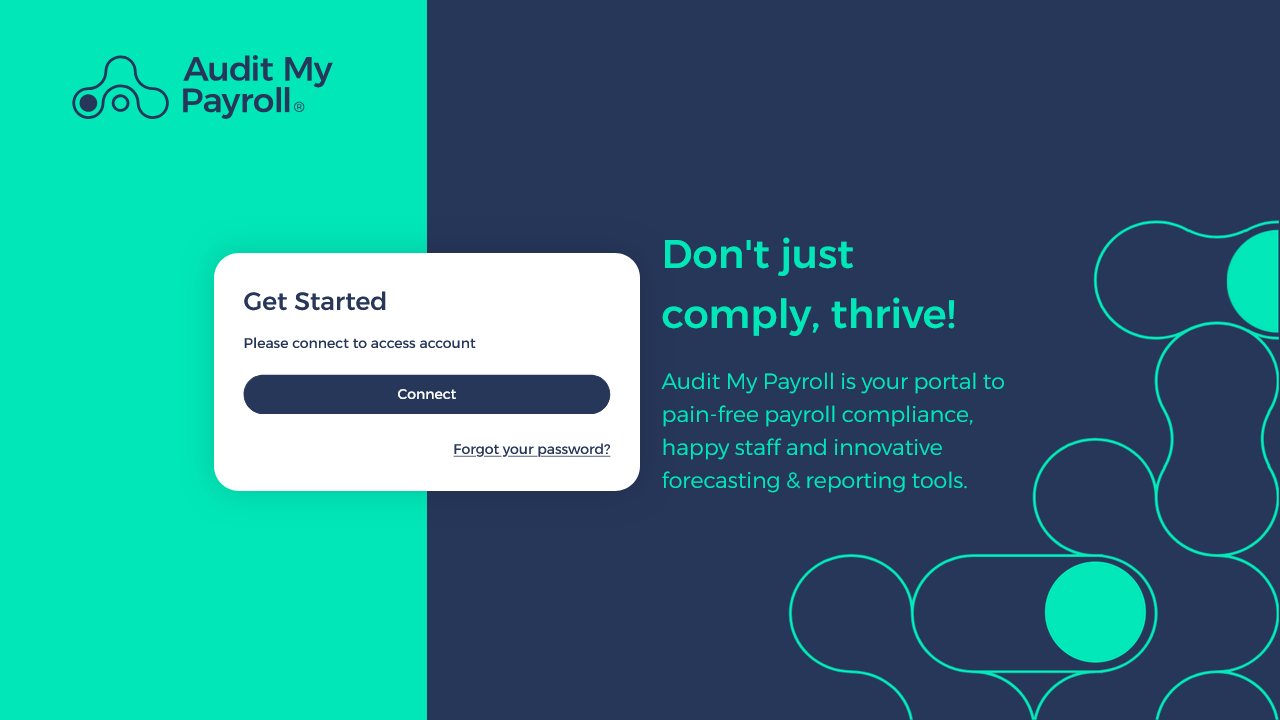 Audit My
Payroll®
Get Started
Please connect to access account
Connect
Forgot your password?
Don't just
comply, thrive!
Audit My Payroll is your portal to
pain-free payroll compliance,
happy staff and innovative
forecasting & reporting tools.